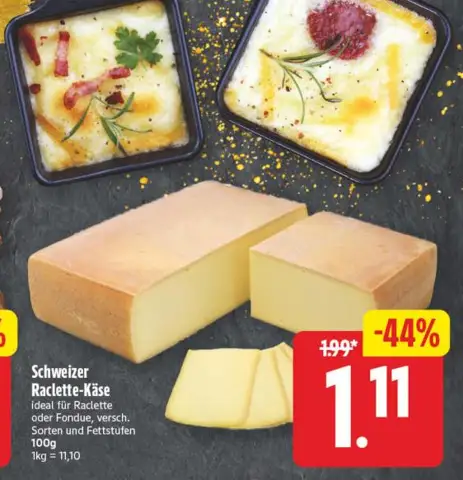 Schweizer
Raclette-Käse
ideal für Raclette
oder Fondue, versch.
Sorten und Fettstufen
100g
1kg = 11,10
-44%
1.99*
1.11
%